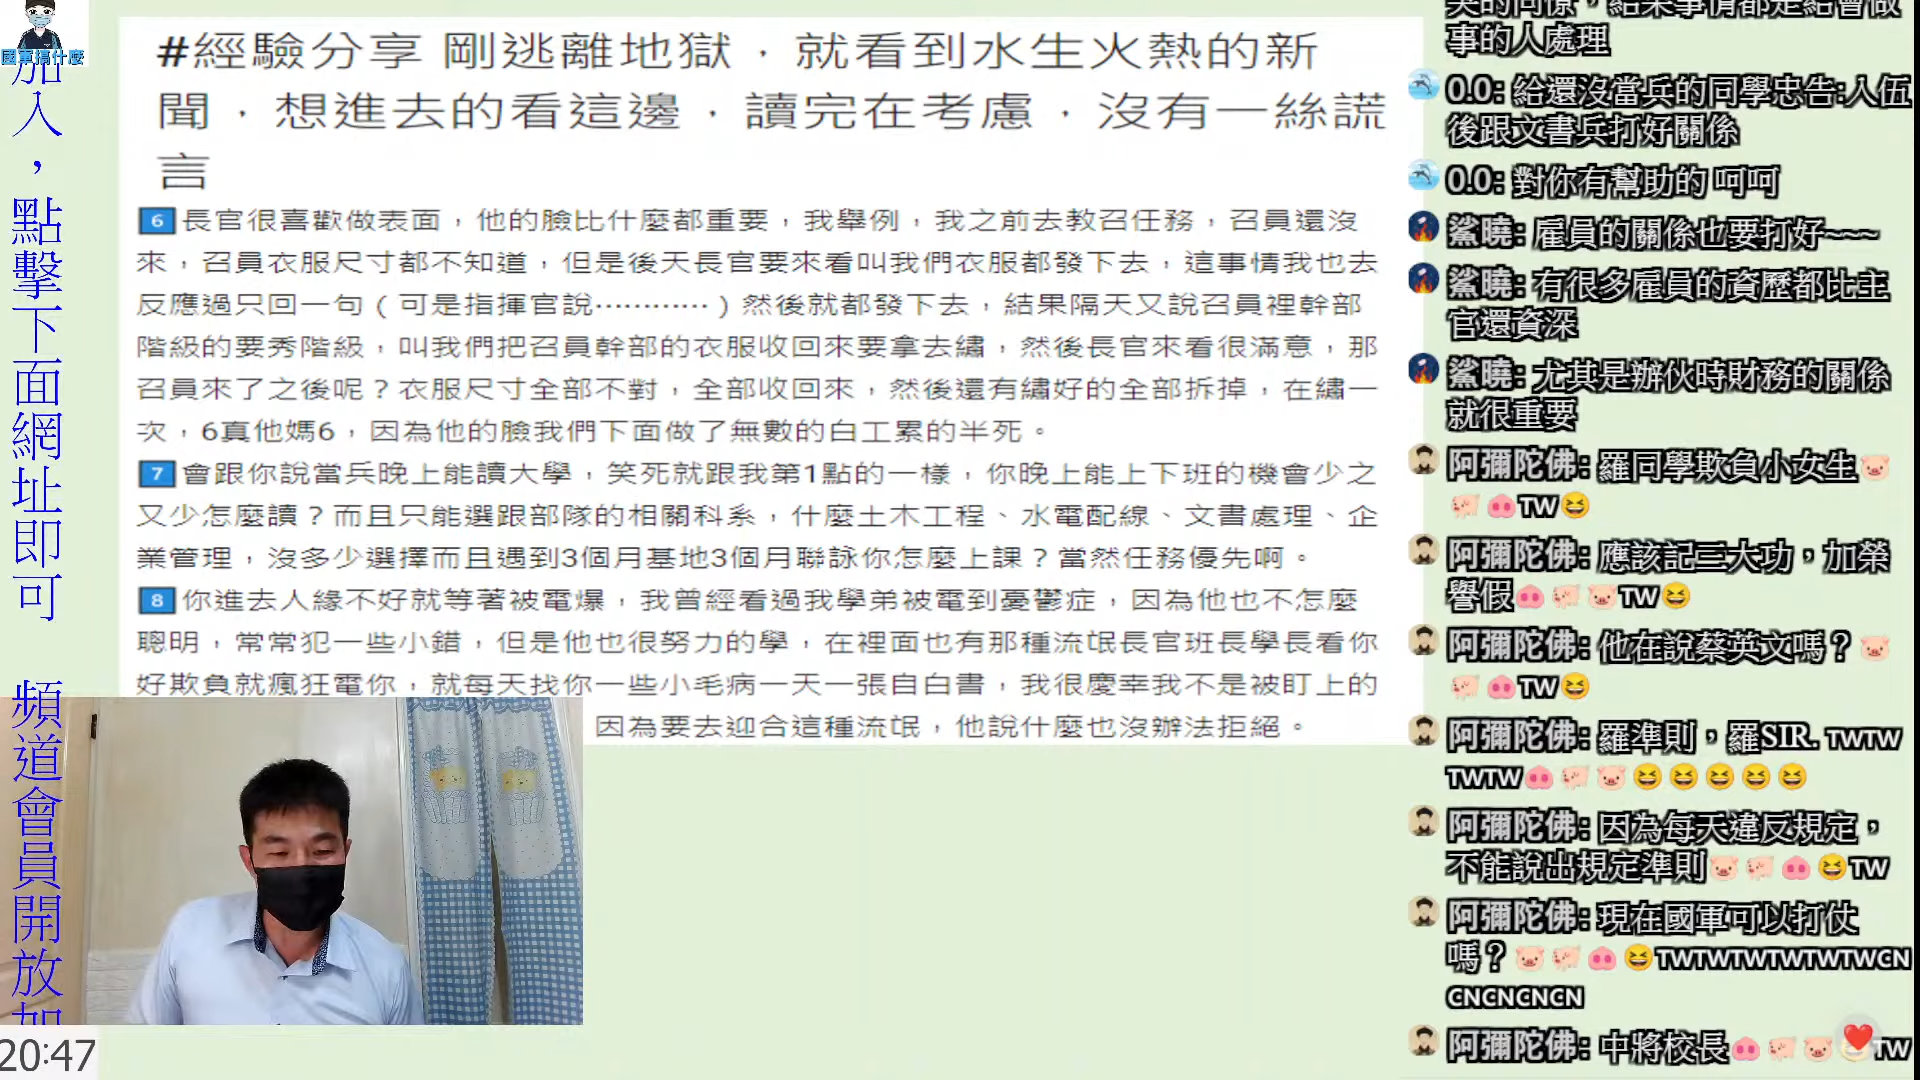 國軍搞什麼
加入，點擊下面網址即可 頻道會員開放加
#經驗分享 剛逃離地獄，就看到水生火熱的新
聞，想進去的看這邊，讀完在考慮，沒有一絲謊
言
6 長官很喜歡做表面，他的臉比什麼都重要，我舉例，我之前去教召任務，召員還沒
來，召員衣服尺寸都不知道，但是後天長官要來看叫我們衣服都發下去，這事情我也去
反應過只回一句（可是指揮官說…………）然後就都發下去，結果隔天又說召員裡幹部
階級的要秀階級，叫我們把召員幹部的衣服收回來要拿去繡，然後長官來看很滿意，那
召員來了之後呢？衣服尺寸全部不對，全部收回來，然後還有繡好的全部拆掉，在繡一
次，6真他媽6，因為他的臉我們下面做了無數的白工累的半死。
7 會跟你說當兵晚上能讀大學，笑死就跟我第1點的一樣，你晚上能上下班的機會少之
又少怎麼讀？而且只能選跟部隊的相關科系，什麼土木工程、水電配線、文書處理、企
業管理，沒多少選擇而且遇到3個月基地3個月聯詠你怎麼上課？當然任務優先啊。
8 你進去人緣不好就等著被電爆，我曾經看過我學弟被電到憂鬱症，因為他也不怎麼
聰明，常常犯一些小錯，但是他也很努力的學，在裡面也有那種流氓長官班長學長看你
好欺負就瘋狂電你，就每天找你一些小毛病一天一張自白書，我很慶幸我不是被盯上的
因為要去迎合這種流氓，他說什麼也沒辦法拒絕。
20:47
的同僚，結果事情都是給會做
事的人處理
0.0: 給還沒當兵的同學忠告:入伍
後跟文書兵打好關係
0.0: 對你有幫助的 呵呵
鯊曉: 雇員的關係也要打好~~~
鯊曉: 有很多雇員的資歷都比主
官還資深
鯊曉: 尤其是辦伙時財務的關係
就很重要
阿彌陀佛: 羅同學欺負小女生🐷
🐖🐽TW😆
阿彌陀佛: 應該記三大功，加榮
譽假🐽🐖🐷TW😆
阿彌陀佛: 他在說蔡英文嗎？🐷
🐖🐽TW😆
阿彌陀佛: 羅準則，羅SIR. TWTW
TWTW🐽🐖🐷😆😆😆😆😆
阿彌陀佛: 因為每天違反規定，
不能說出規定準則🐷🐖🐽😆TW
阿彌陀佛: 現在國軍可以打仗
嗎？🐷🐖🐽😆TWTWTWTWTWTWCN
CNCNCNCN
阿彌陀佛: 中將校長🐽🐖🐷😆TW